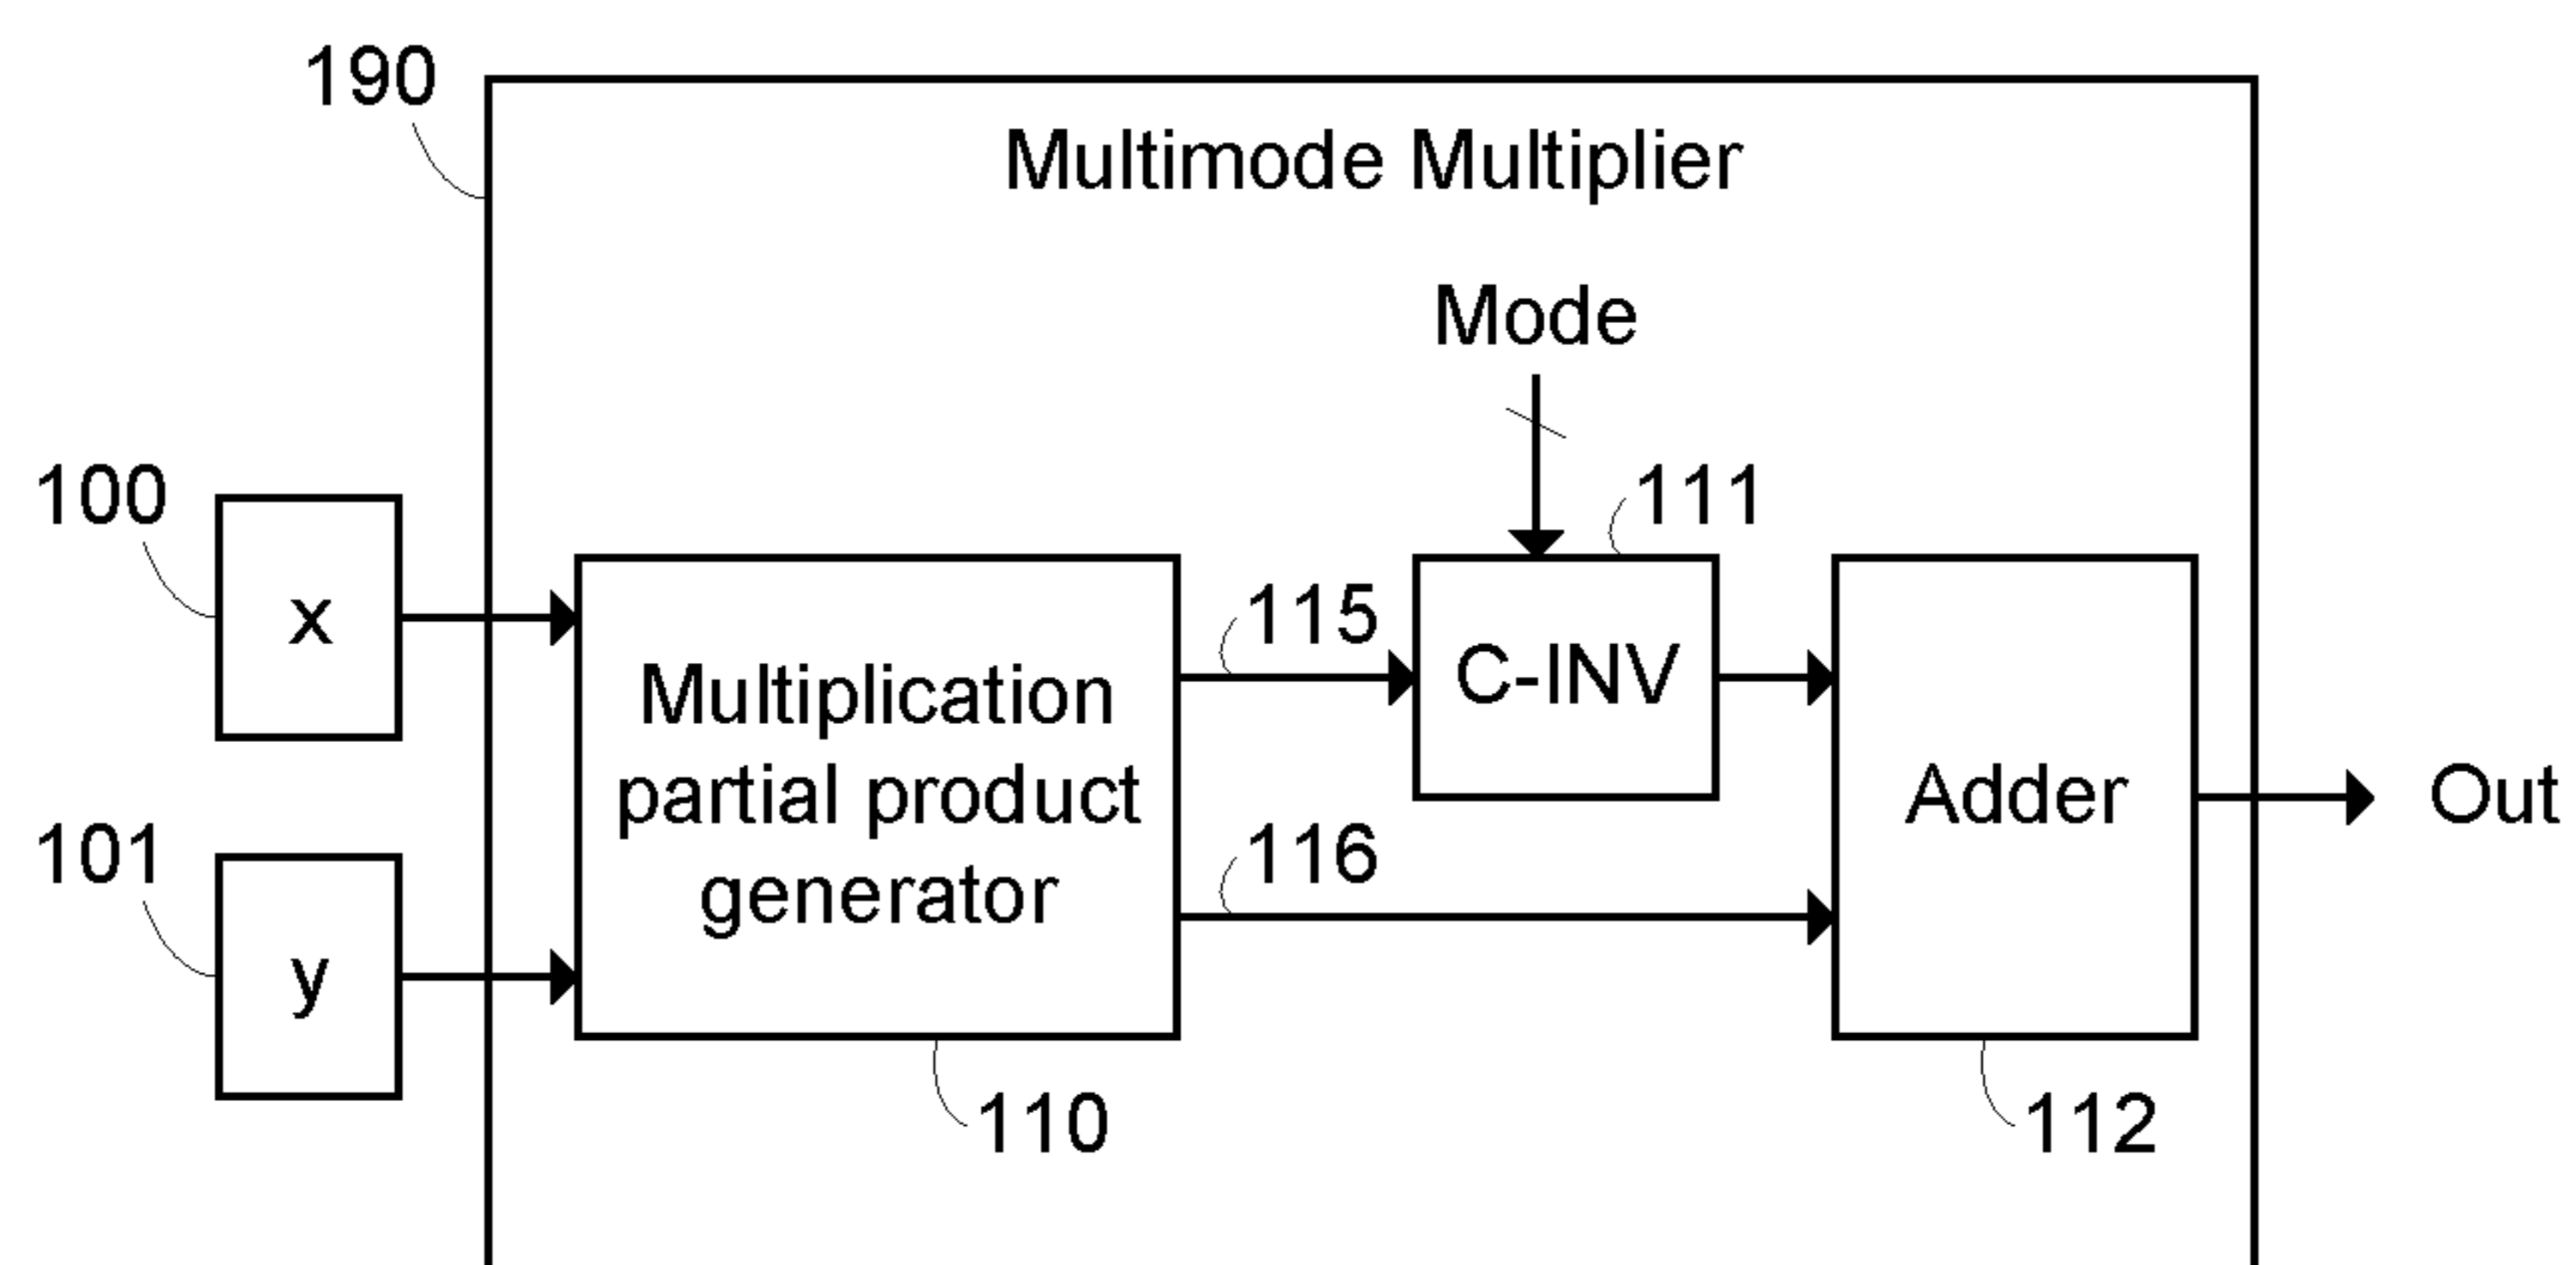 190
Multimode Multiplier
Mode
100
111
x
115
C-INV
Multiplication
partial product
generator
Adder
Out
101
116
y
110
112